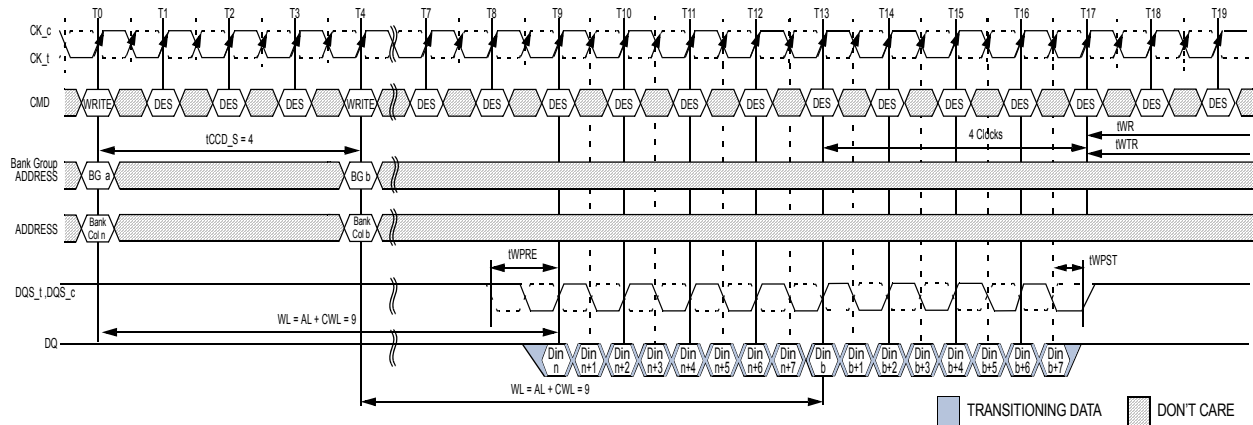 T0 T1 T2 T3 T4 T7 T8 T9 T10 T11 T12 T13 T14 T15 T16 T17 T18 T19
CK_c
CK_t
CMD WRITE DES DES DES WRITE DES DES DES DES DES DES DES DES DES DES DES DES DES
tWR
tCCD_S = 4
4 Clocks
tWTR
Bank Group
ADDRESS BG a BG b
ADDRESS Bank Col n Bank Col b
tWPRE tWPST
DQS_t ,DQS_c
WL = AL + CWL = 9
DQ Din n Din n+1 Din n+2 Din n+3 Din n+4 Din n+5 Din n+6 Din n+7 Din b Din b+1 Din b+2 Din b+3 Din b+4 Din b+5 Din b+6 Din b+7
WL = AL + CWL = 9
TRANSITIONING DATA DON'T CARE